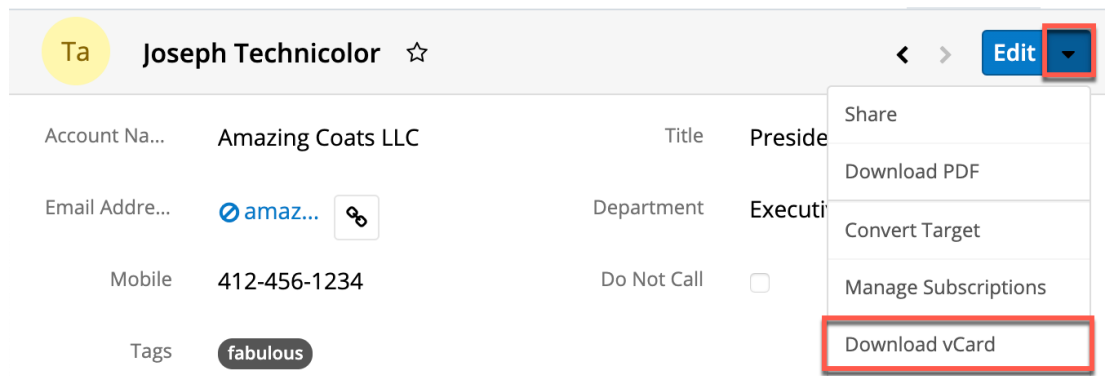 Ta
Joseph Technicolor
Edit
Account Na...
Amazing Coats LLC
Title
Preside
Share
Download PDF
Email Addre...
amaz...
Department
Executi
Convert Target
Mobile
412-456-1234
Do Not Call
Manage Subscriptions
Tags
fabulous
Download vCard